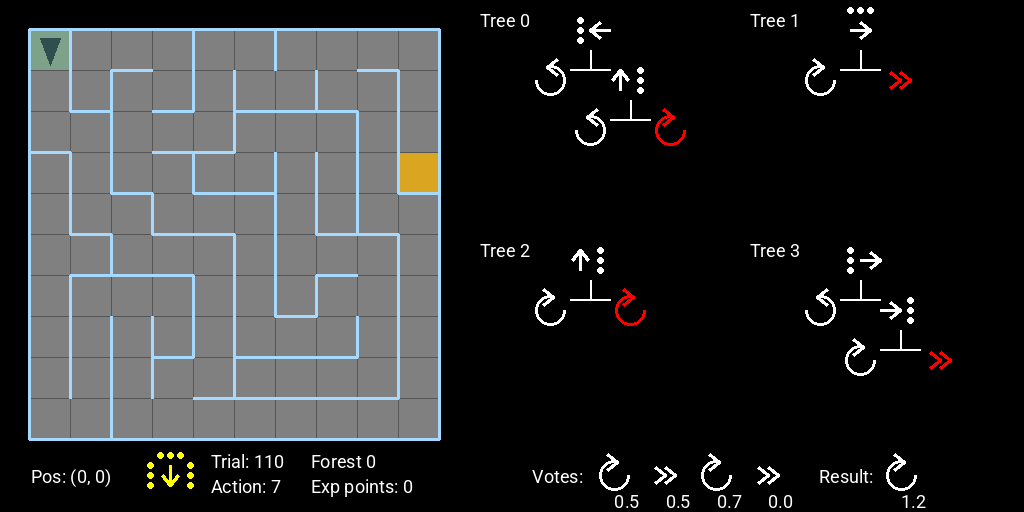 Tree 0
Tree 1
Tree 2
Tree 3
Pos: (0, 0)
Trial: 110
Forest 0
Action: 7
Exp points: 0
Votes:
0.5
0.5
0.7
0.0
Result:
1.2